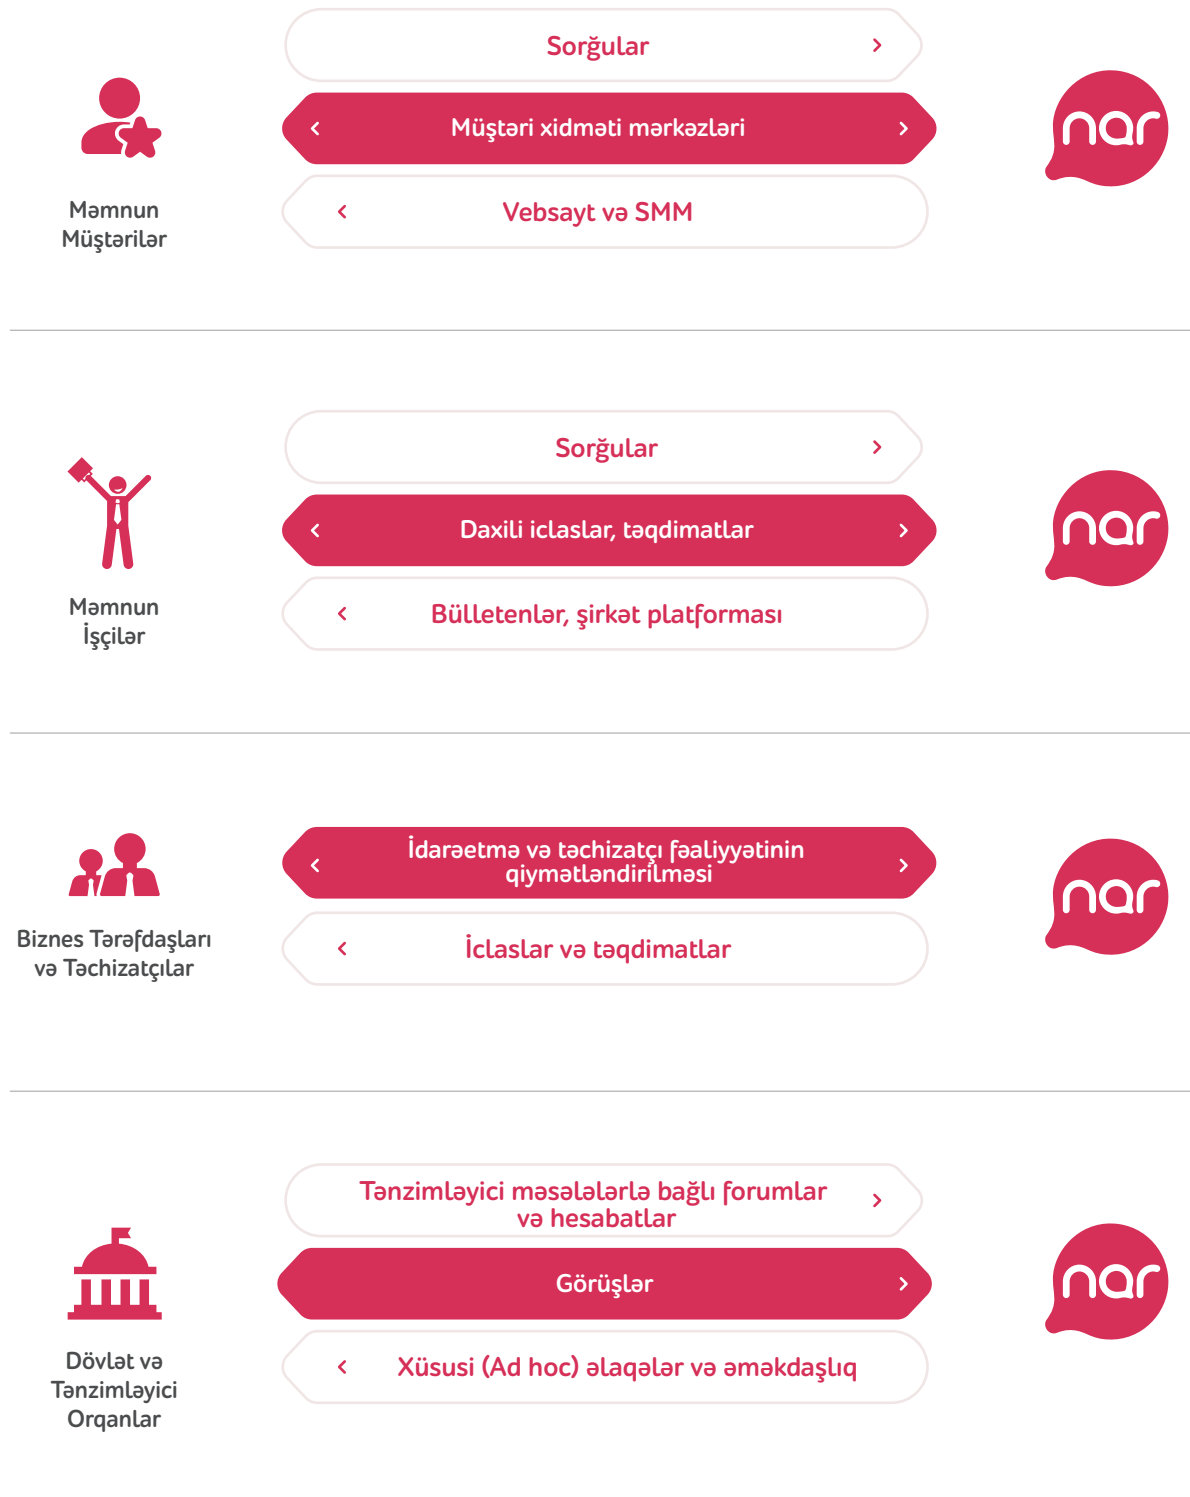 Sorğular
Müştəri xidməti mərkəzləri
Vebsayt və SMM
Məmnun
Müştərilər
nar
Sorğular
Daxili iclaslar, təqdimatlar
Bülletenlər, şirkət platforması
Məmnun
İşçilər
nar
İdarəetmə və təchizatçı fəaliyyətinin
qiymətləndirilməsi
İclaslar və təqdimatlar
Biznes Tərəfdaşları
və Təchizatçılar
nar
Tənzimləyici məsələlərlə bağlı forumlar
və hesabatlar
Görüşlər
Xüsusi (Ad hoc) əlaqələr və əməkdaşlıq
Dövlət və
Tənzimləyici
Orqanlar
nar